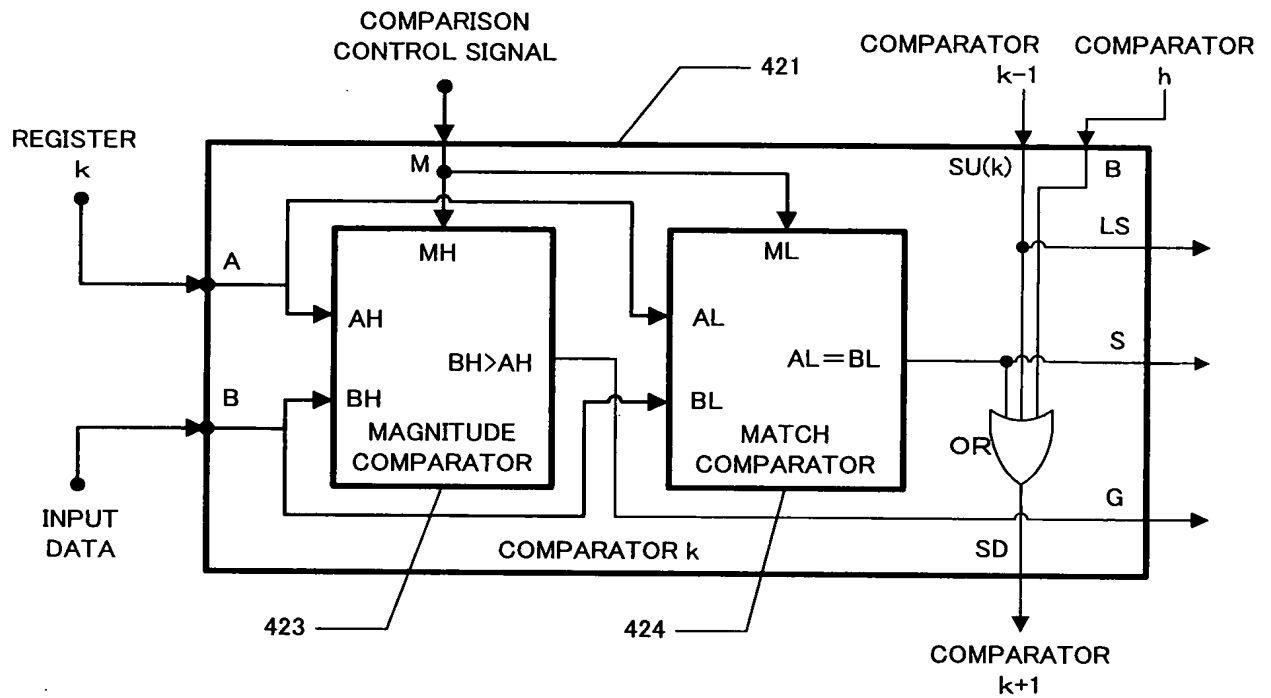 COMPARISON
CONTROL SIGNAL
COMPARATOR
k-1
COMPARATOR
h
421
REGISTER
k
M
SU(k)
B
LS
A
MH
ML
AH
AL
BH>AH
AL=BL
S
B
BH
BL
MAGNITUDE
COMPARATOR
MATCH
COMPARATOR
OR
G
INPUT
DATA
COMPARATOR k
SD
423
424
COMPARATOR
k+1